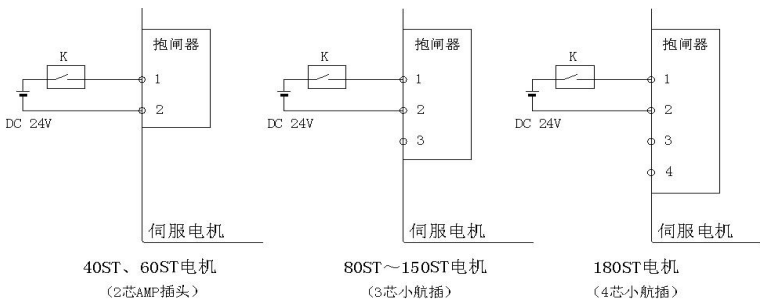 抱闸器
K
1
2
DC 24V
伺服电机
40ST、60ST电机
(2芯AMP插头)
抱闸器
K
1
2
3
DC 24V
伺服电机
80ST～150ST电机
(3芯小航插)
抱闸器
K
1
2
3
4
DC 24V
伺服电机
180ST电机
(4芯小航插)